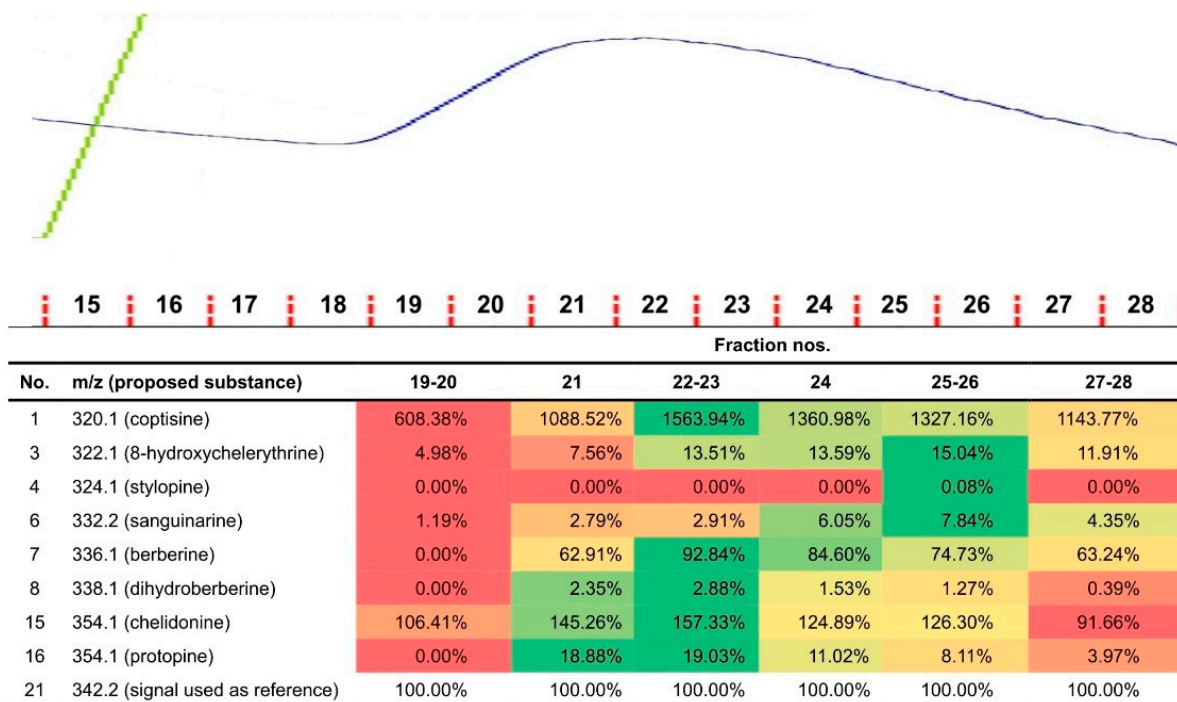 15 16 17 18 19 20 21 22 23 24 25 26 27 28
Fraction nos.
No. m/z (proposed substance) 19-20 21 22-23 24 25-26 27-28
1 320.1 (coptisine) 608.38% 1088.52% 1563.94% 1360.98% 1327.16% 1143.77%
3 322.1 (8-hydroxychelerythrine) 4.98% 7.56% 13.51% 13.59% 15.04% 11.91%
4 324.1 (stylopine) 0.00% 0.00% 0.00% 0.00% 0.08% 0.00%
6 332.2 (sanguinarine) 1.19% 2.79% 2.91% 6.05% 7.84% 4.35%
7 336.1 (berberine) 0.00% 62.91% 92.84% 84.60% 74.73% 63.24%
8 338.1 (dihydroberberine) 0.00% 2.35% 2.88% 1.53% 1.27% 0.39%
15 354.1 (chelidonine) 106.41% 145.26% 157.33% 124.89% 126.30% 91.66%
16 354.1 (protopine) 0.00% 18.88% 19.03% 11.02% 8.11% 3.97%
21 342.2 (signal used as reference) 100.00% 100.00% 100.00% 100.00% 100.00% 100.00%